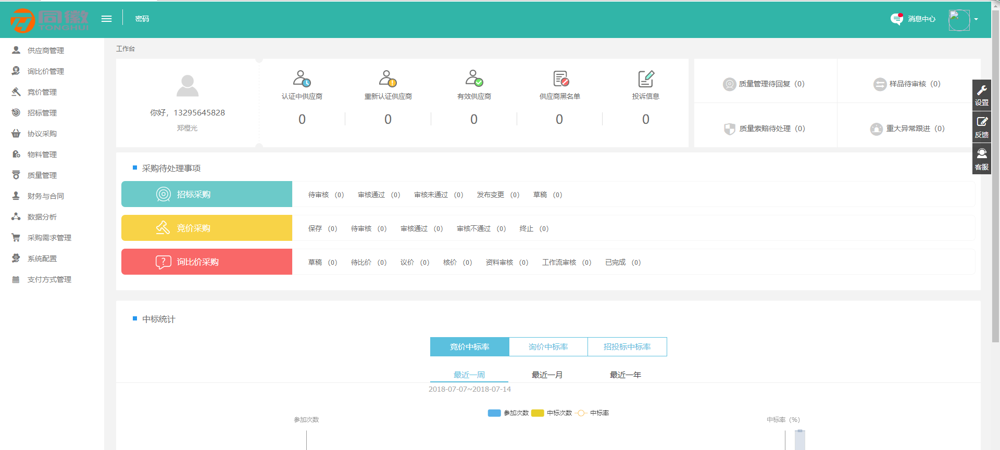 同徽
TONGHUI
密码
消息中心
供应商管理
询比价管理
竞价管理
招标管理
协议采购
物料管理
质量管理
财务与合同
数据分析
采购需求管理
系统配置
支付方式管理
工作台
你好，13295645828
郑橙光
认证中供应商
0
重新认证供应商
0
有效供应商
0
供应商黑名单
0
投诉信息
0
质量管理待回复（0）
样品待审核（0）
质量索赔待处理（0）
重大异常跟进（0）
设置
反馈
客服
采购待处理事项
招标采购
待审核 （0） 审核通过 （0） 审核未通过 （0） 发布变更 （0） 草稿 （0）
竞价采购
保存 （0） 待审核 （0） 审核通过 （0） 审核不通过 （0） 终止 （0）
询比价采购
草稿 （0） 待比价 （0） 议价 （0） 核价 （0） 资料审核 （0） 工作流审核 （0） 已完成 （0）
中标统计
竞价中标率 询价中标率 招投标中标率
最近一周 最近一月 最近一年
2018-07-07~2018-07-14
参加次数 中标次数 中标率
参加次数
中标率（%）